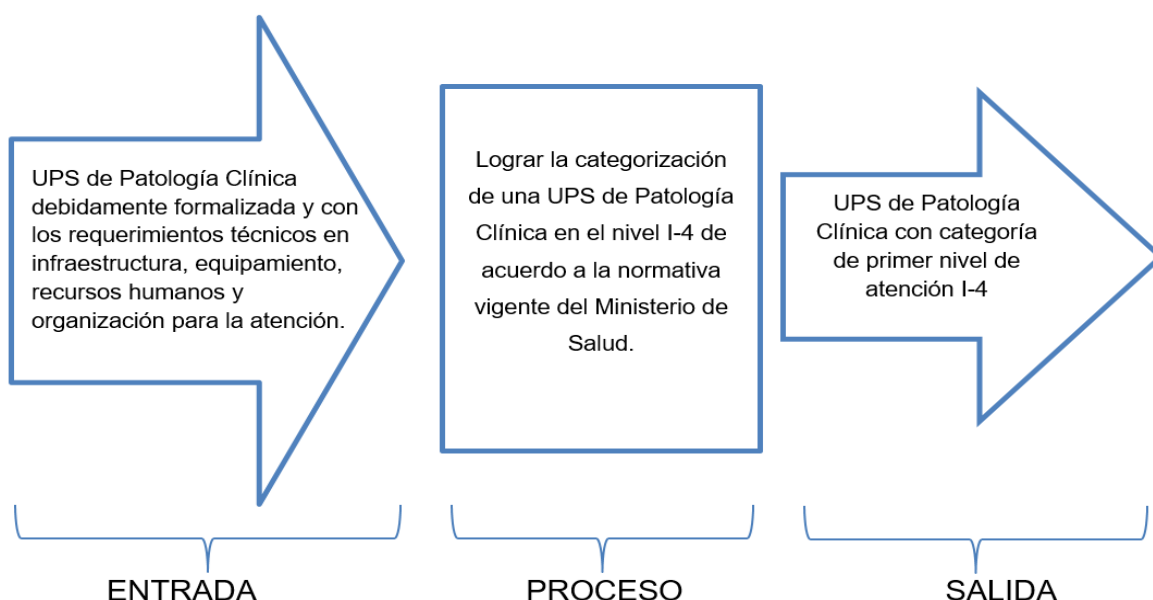 UPS de Patología Clínica
debidamente formalizada y con
los requerimientos técnicos en
infraestructura, equipamiento,
recursos humanos y
organización para la atención.
Lograr la categorización
de una UPS de Patología
Clínica en el nivel I-4 de
acuerdo a la normativa
vigente del Ministerio de
Salud.
UPS de Patología
Clínica con categoría
de primer nivel de
atención I-4
ENTRADA
PROCESO
SALIDA